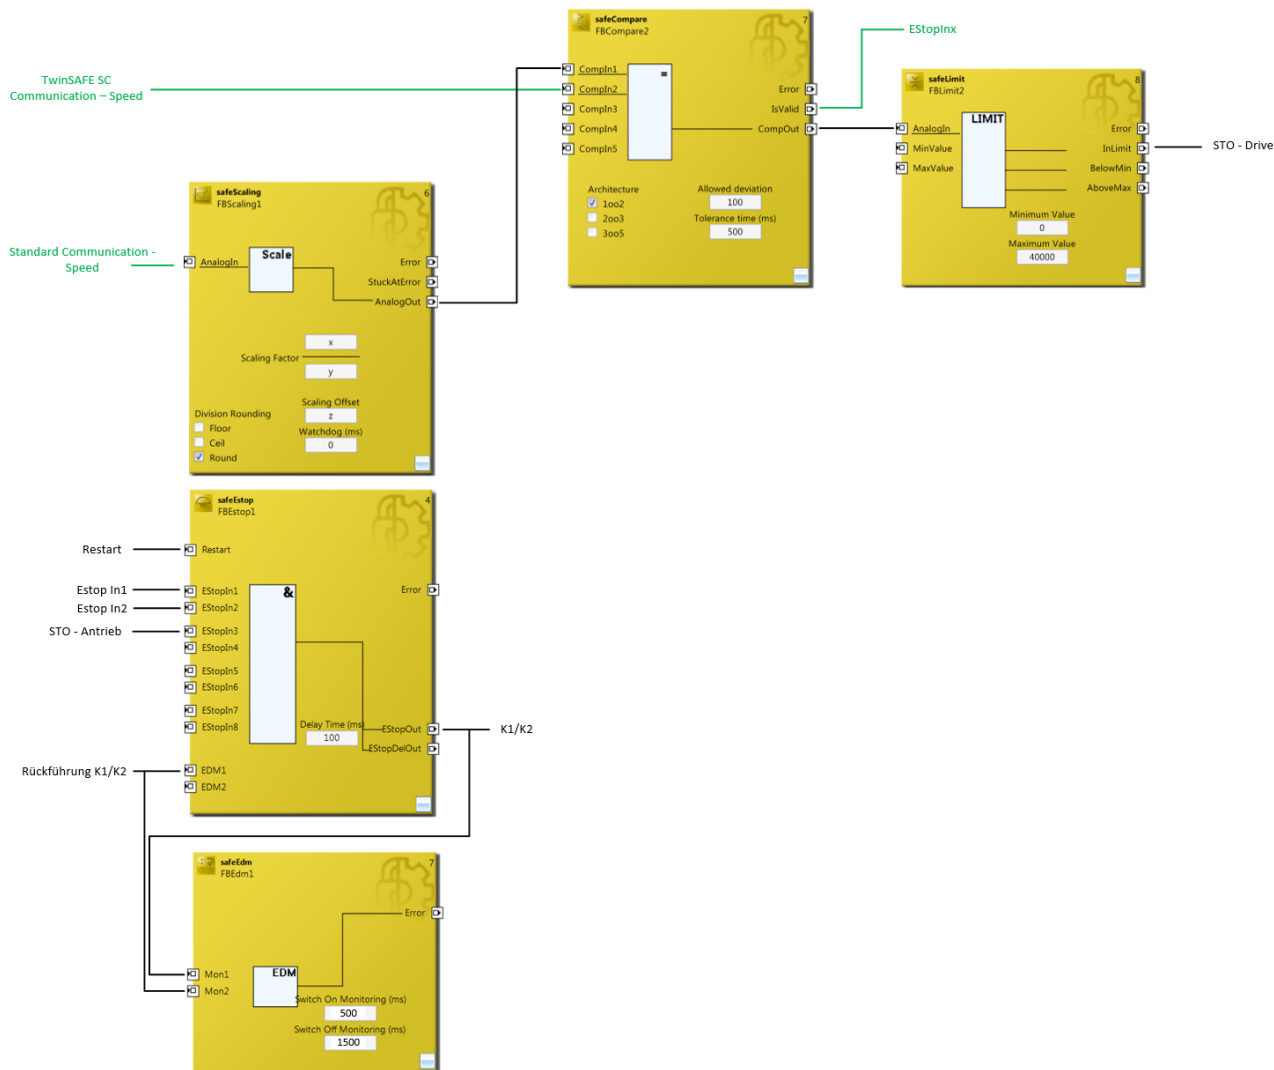 safeCompare
7
FBCompare2
CompIn1
=
CompIn2
Error
CompIn3
IsValid
CompIn4
CompOut
CompIn5
Architecture
Allowed deviation
1oo2
100
2oo3
Tolerance time (ms)
3oo5
500
EStopInx
TwinSAFE SC
Communication – Speed
safeLimit
8
FBLimit2
LIMIT
AnalogIn
Error
MinValue
InLimit
MaxValue
BelowMin
AboveMax
Minimum Value
0
Maximum Value
40000
STO - Drive
safeScaling
6
FBScaling1
Standard Communication -
Speed
AnalogIn
Scale
Error
StuckAtError
AnalogOut
x
Scaling Factor
y
Scaling Offset
z
Division Rounding
Floor
Watchdog (ms)
Ceil
0
Round
safeEstop
4
FBEstop1
Restart
Restart
Estop In1
EStopIn1
&
Error
Estop In2
EStopIn2
STO - Antrieb
EStopIn3
EStopIn4
EStopIn5
EStopIn6
EStopIn7
EStopIn8
Delay Time (ms)
100
EStopOut
K1/K2
EStopDelOut
Rückführung K1/K2
EDM1
EDM2
safeEdm
7
FBEdm1
Error
Mon1
EDM
Mon2
Switch On Monitoring (ms)
500
Switch Off Monitoring (ms)
1500